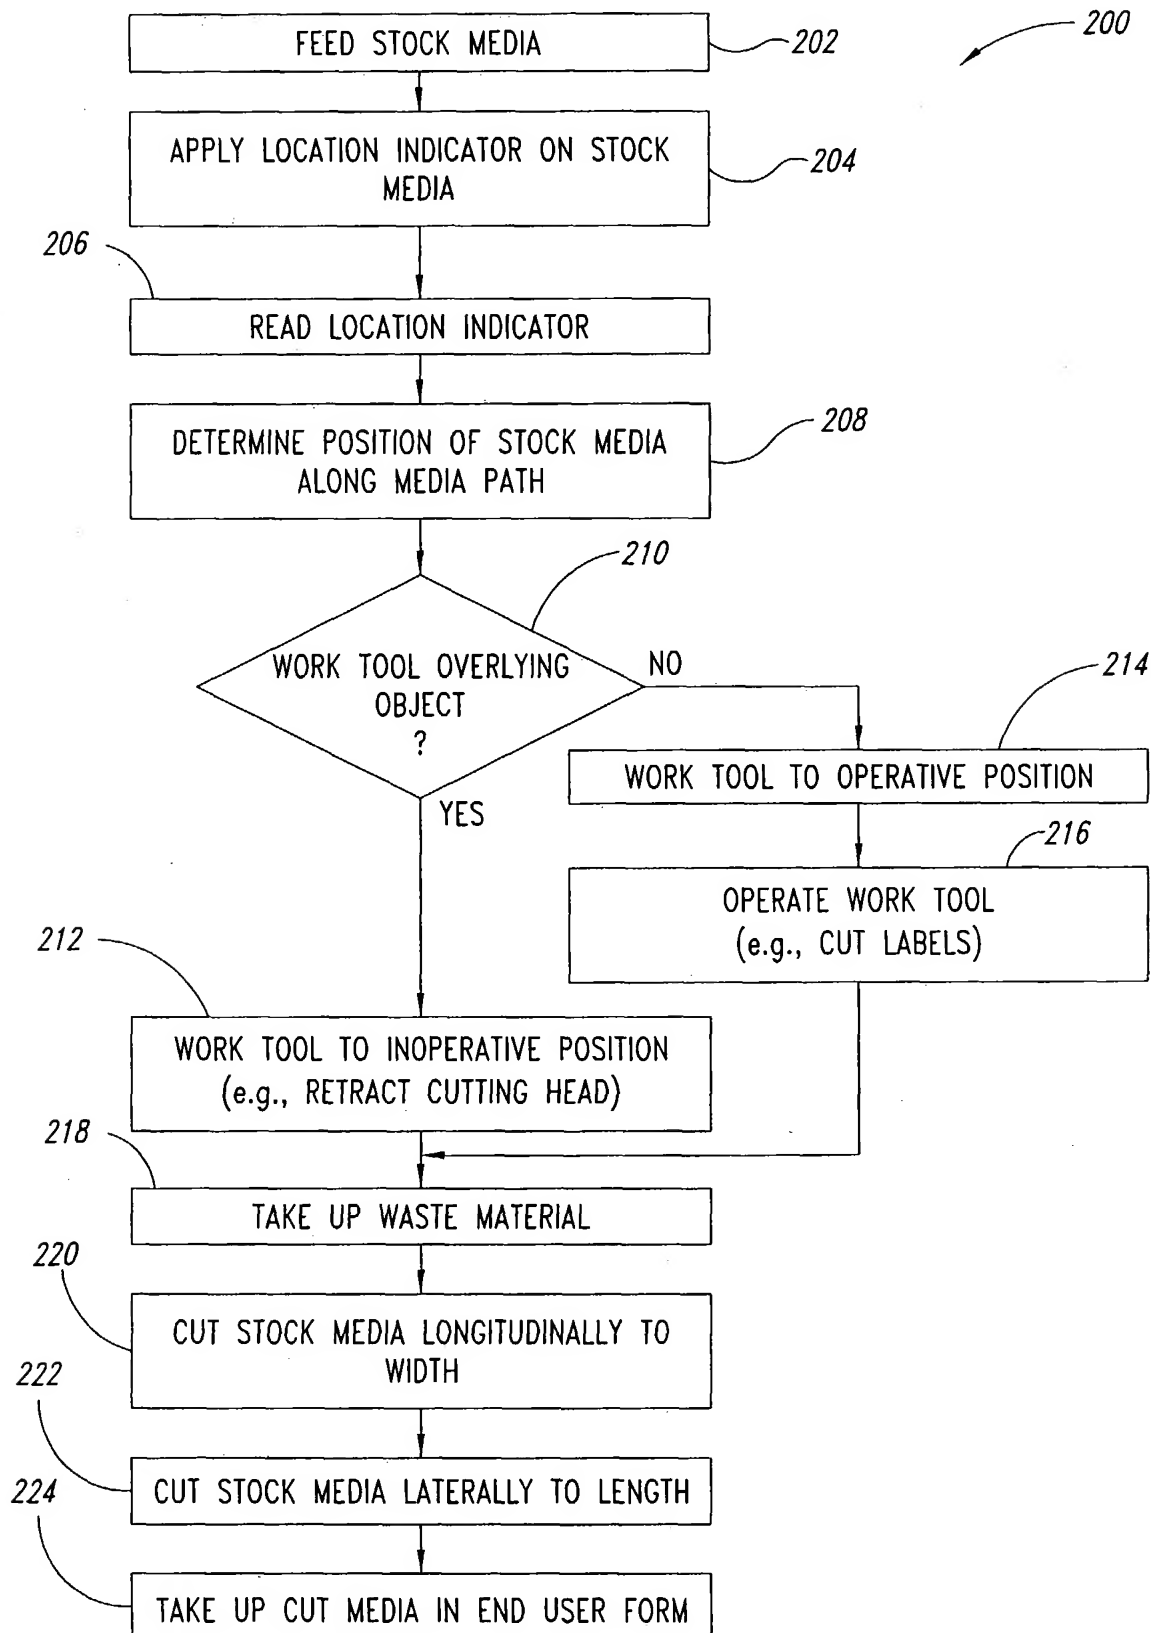 200
FEED STOCK MEDIA
202
APPLY LOCATION INDICATOR ON STOCK
MEDIA
204
206
READ LOCATION INDICATOR
DETERMINE POSITION OF STOCK MEDIA
ALONG MEDIA PATH
208
210
WORK TOOL OVERLYING
OBJECT
?
NO
YES
214
WORK TOOL TO OPERATIVE POSITION
216
OPERATE WORK TOOL
(e.g., CUT LABELS)
212
WORK TOOL TO INOPERATIVE POSITION
(e.g., RETRACT CUTTING HEAD)
218
TAKE UP WASTE MATERIAL
220
CUT STOCK MEDIA LONGITUDINALLY TO
WIDTH
222
CUT STOCK MEDIA LATERALLY TO LENGTH
224
TAKE UP CUT MEDIA IN END USER FORM